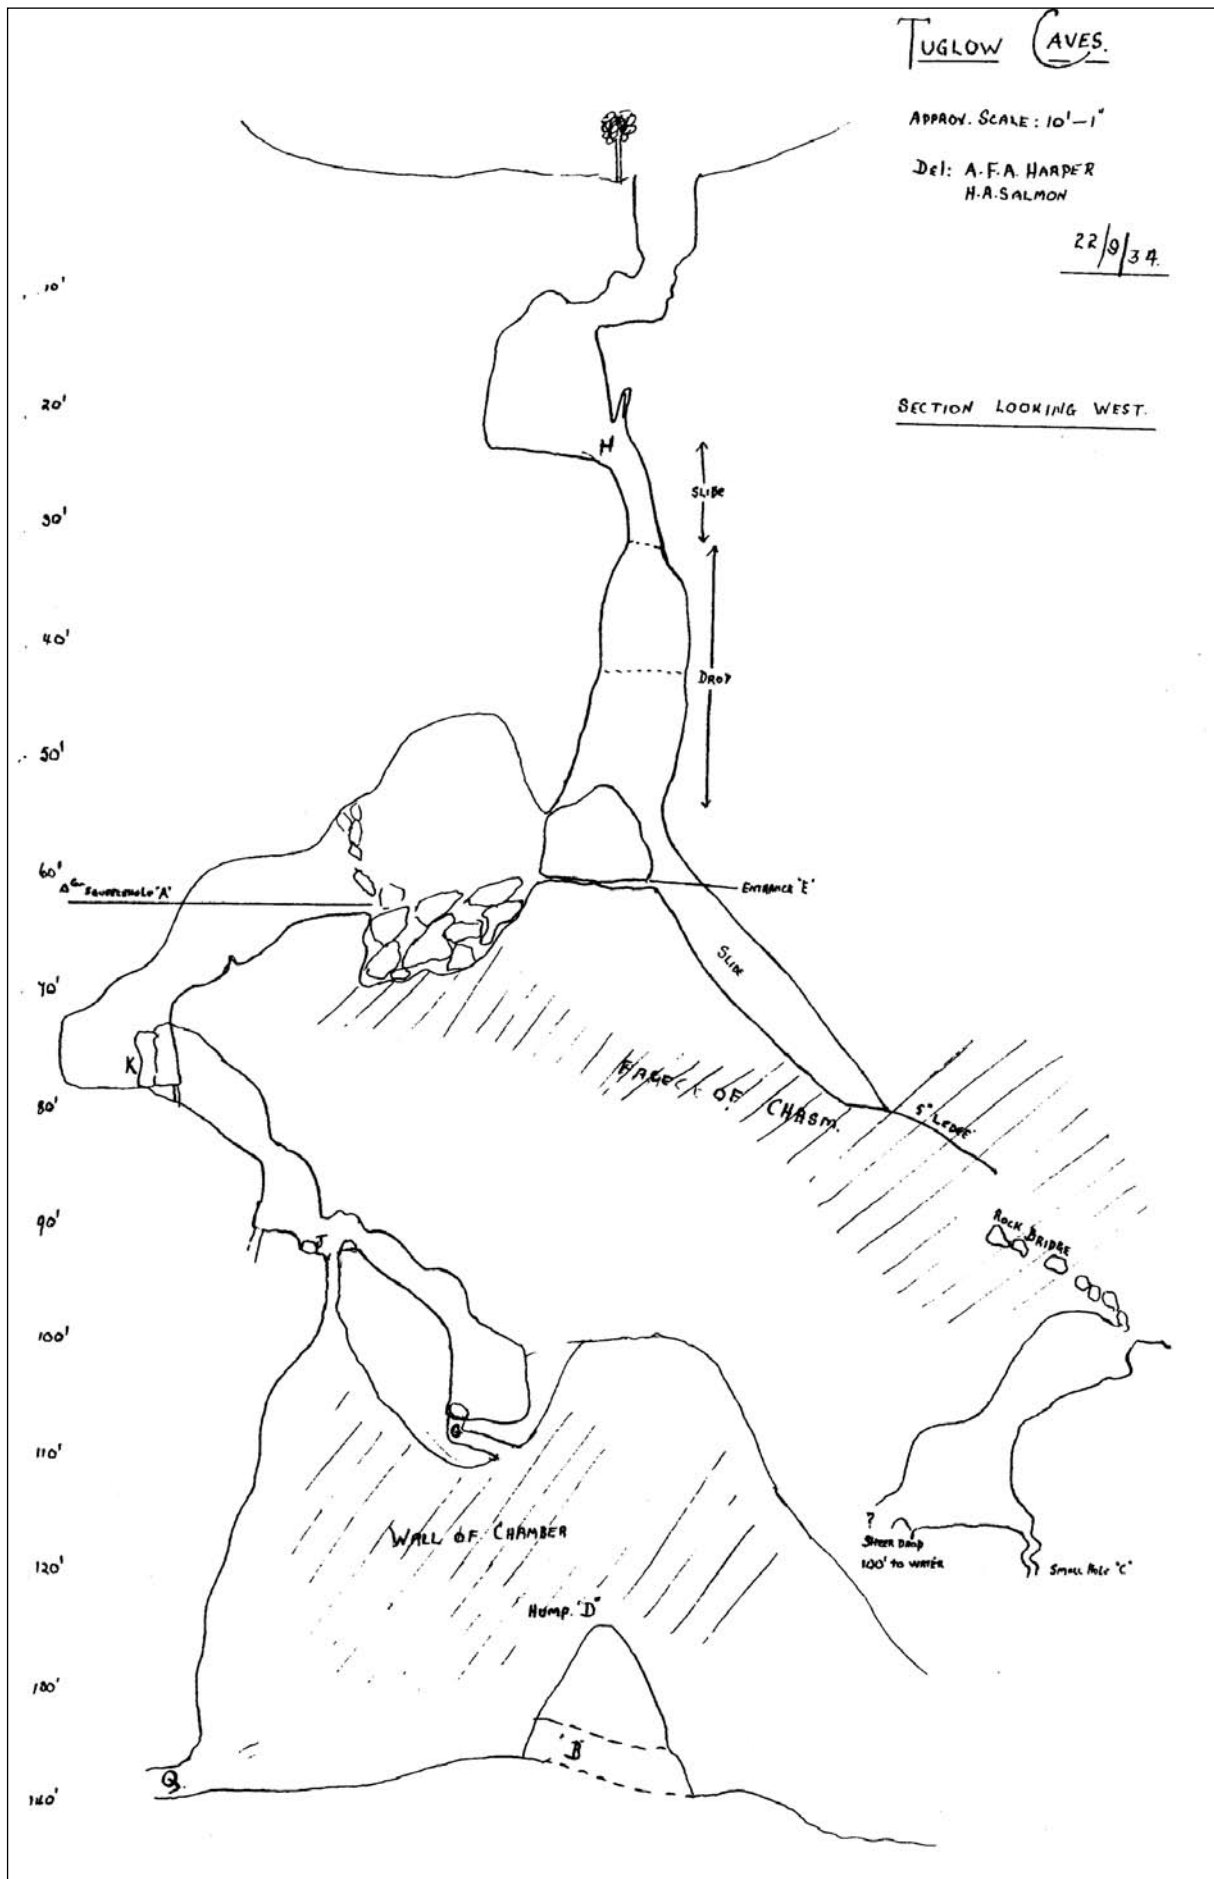 TUGLOW CAVES.
APPROX. SCALE: 10'–1"
Del: A.F.A. HARPER
H.A. SALMON
22/9/34.
SECTION LOOKING WEST.
10'
20'
H
SLIDE
30'
40'
DROP
50'
60'
SQUEEZEHOLE "A"
ENTRANCE "E"
SLIDE
70'
K
OF CHASM.
LEDGE
80'
90'
J
ROCK BRIDGE
100'
G
110'
WALL OF CHAMBER
?
SHEER DROP
100' TO WATER
SMALL HOLE "C"
120'
HUMP. "D"
130'
"B
Q
140'